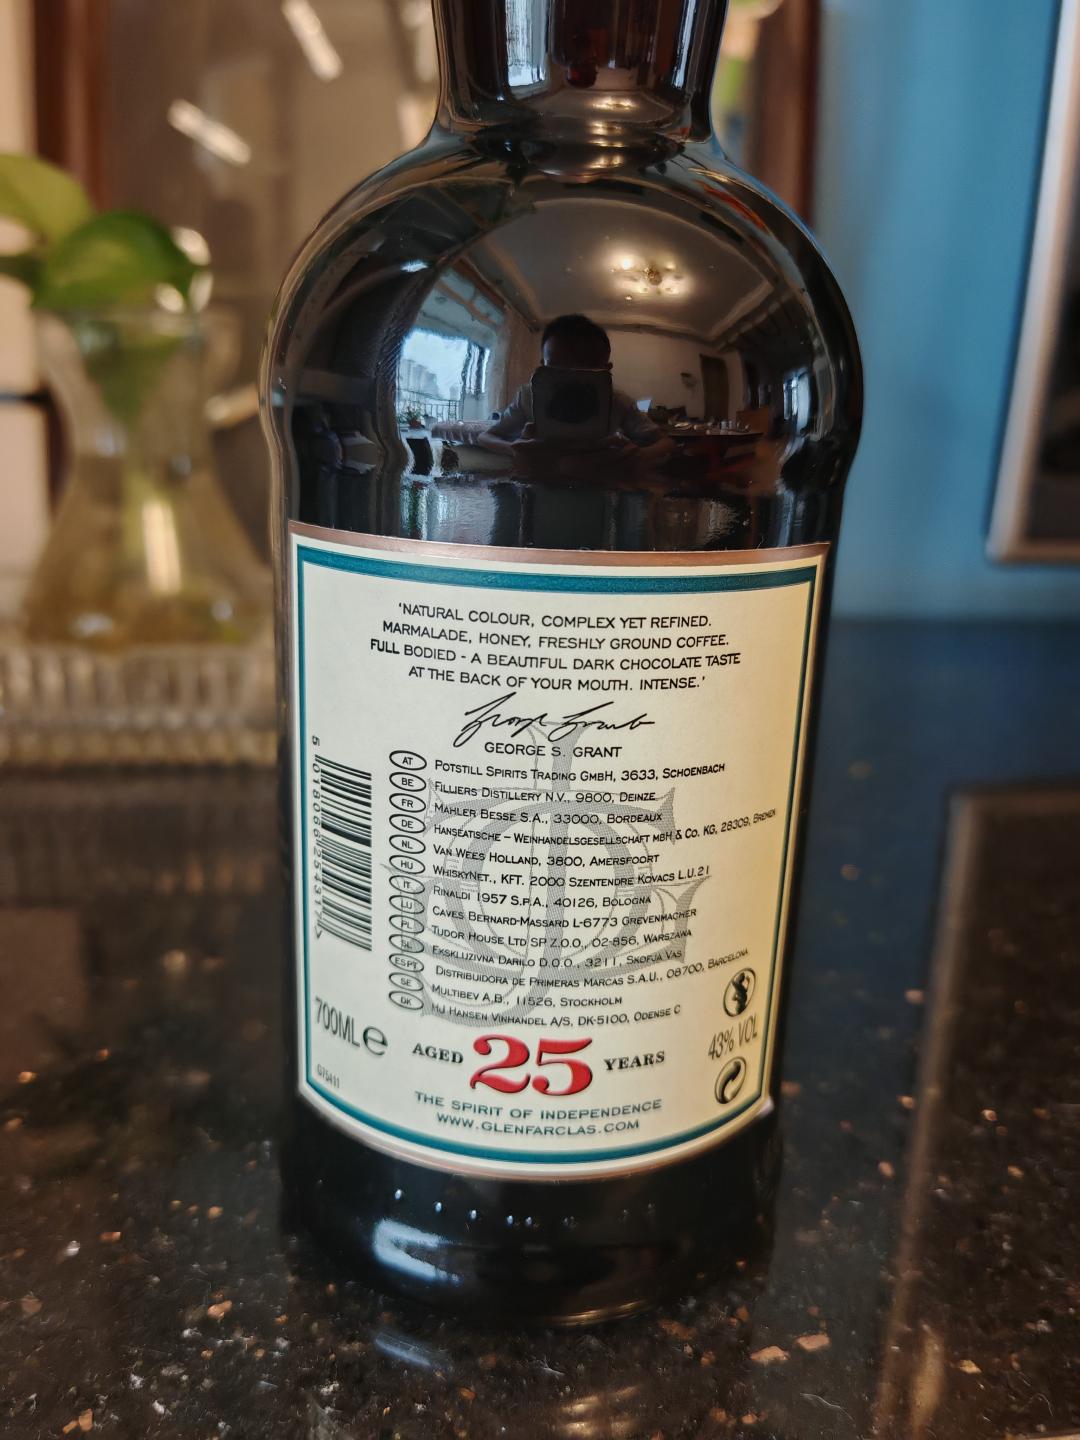 'NATURAL COLOUR, COMPLEX YET REFINED.
MARMALADE, HONEY, FRESHLY GROUND COFFEE.
FULL BODIED - A BEAUTIFUL DARK CHOCOLATE TASTE
AT THE BACK OF YOUR MOUTH. INTENSE.'
George Grant
GEORGE S. GRANT
AT POTSTILL SPIRITS TRADING GMBH, 3633, SCHOENBACH
BE FILLIERS DISTILLERY N.V., 9800, DEINZE
FR MAHLER BESSE S.A., 33000, BORDEAUX
DE HANSEATISCHE - WEINHANDELSGESELLSCHAFT MBH & CO. KG, 28309, BREMEN
NL VAN WEES HOLLAND, 3800, AMERSFOORT
HU WHISKYNET., KFT. 2000 SZENTENDRE KOVACS L.U.21
IT RINALDI 1957 S.P.A., 40126, BOLOGNA
LU CAVES BERNARD-MASSARD L-6773 GREVENMACHER
PL TUDOR HOUSE LTD SP Z.O.O., 02-856, WARSZAWA
SL EKSKLUZIVNA DARILO D.O.O., 3211, SKOFJA VAS
ESPT DISTRIBUIDORA DE PRIMERAS MARCAS S.A.U., 08700, BARCELONA
SE MULTIBEV A.B., 11526, STOCKHOLM
DK HJ HANSEN VINHANDEL A/S, DK-5100, ODENSE C
5 018066 254317 >
700ML e
43% VOL
AGED 25 YEARS
G75411
THE SPIRIT OF INDEPENDENCE
WWW.GLENFARCLAS.COM